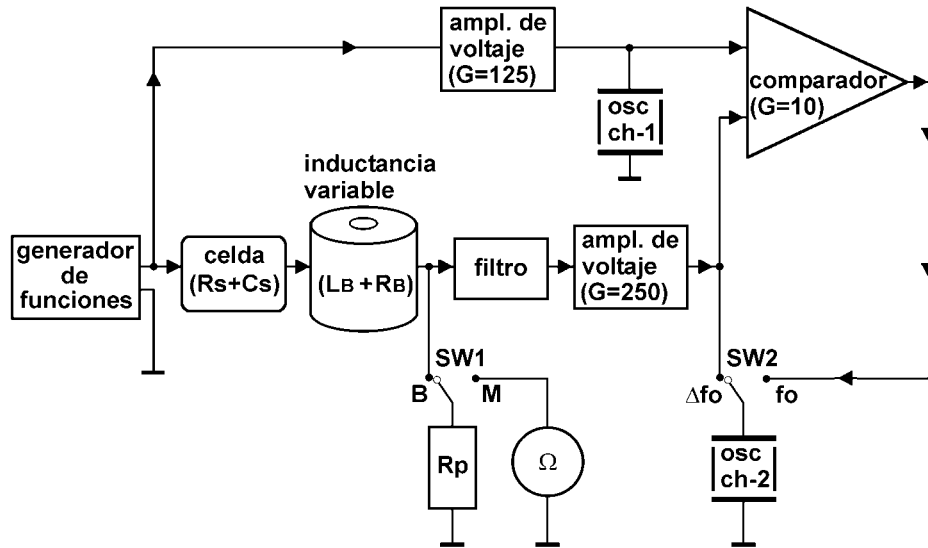 ampl. de
voltaje
(G=125)
comparador
(G=10)
osc
ch-1
inductancia
variable
generador
de
funciones
celda
(Rs+Cs)
(LB+RB)
filtro
ampl. de
voltaje
(G=250)
SW1
B
M
SW2
Δfo
fo
Rp
Ω
osc
ch-2